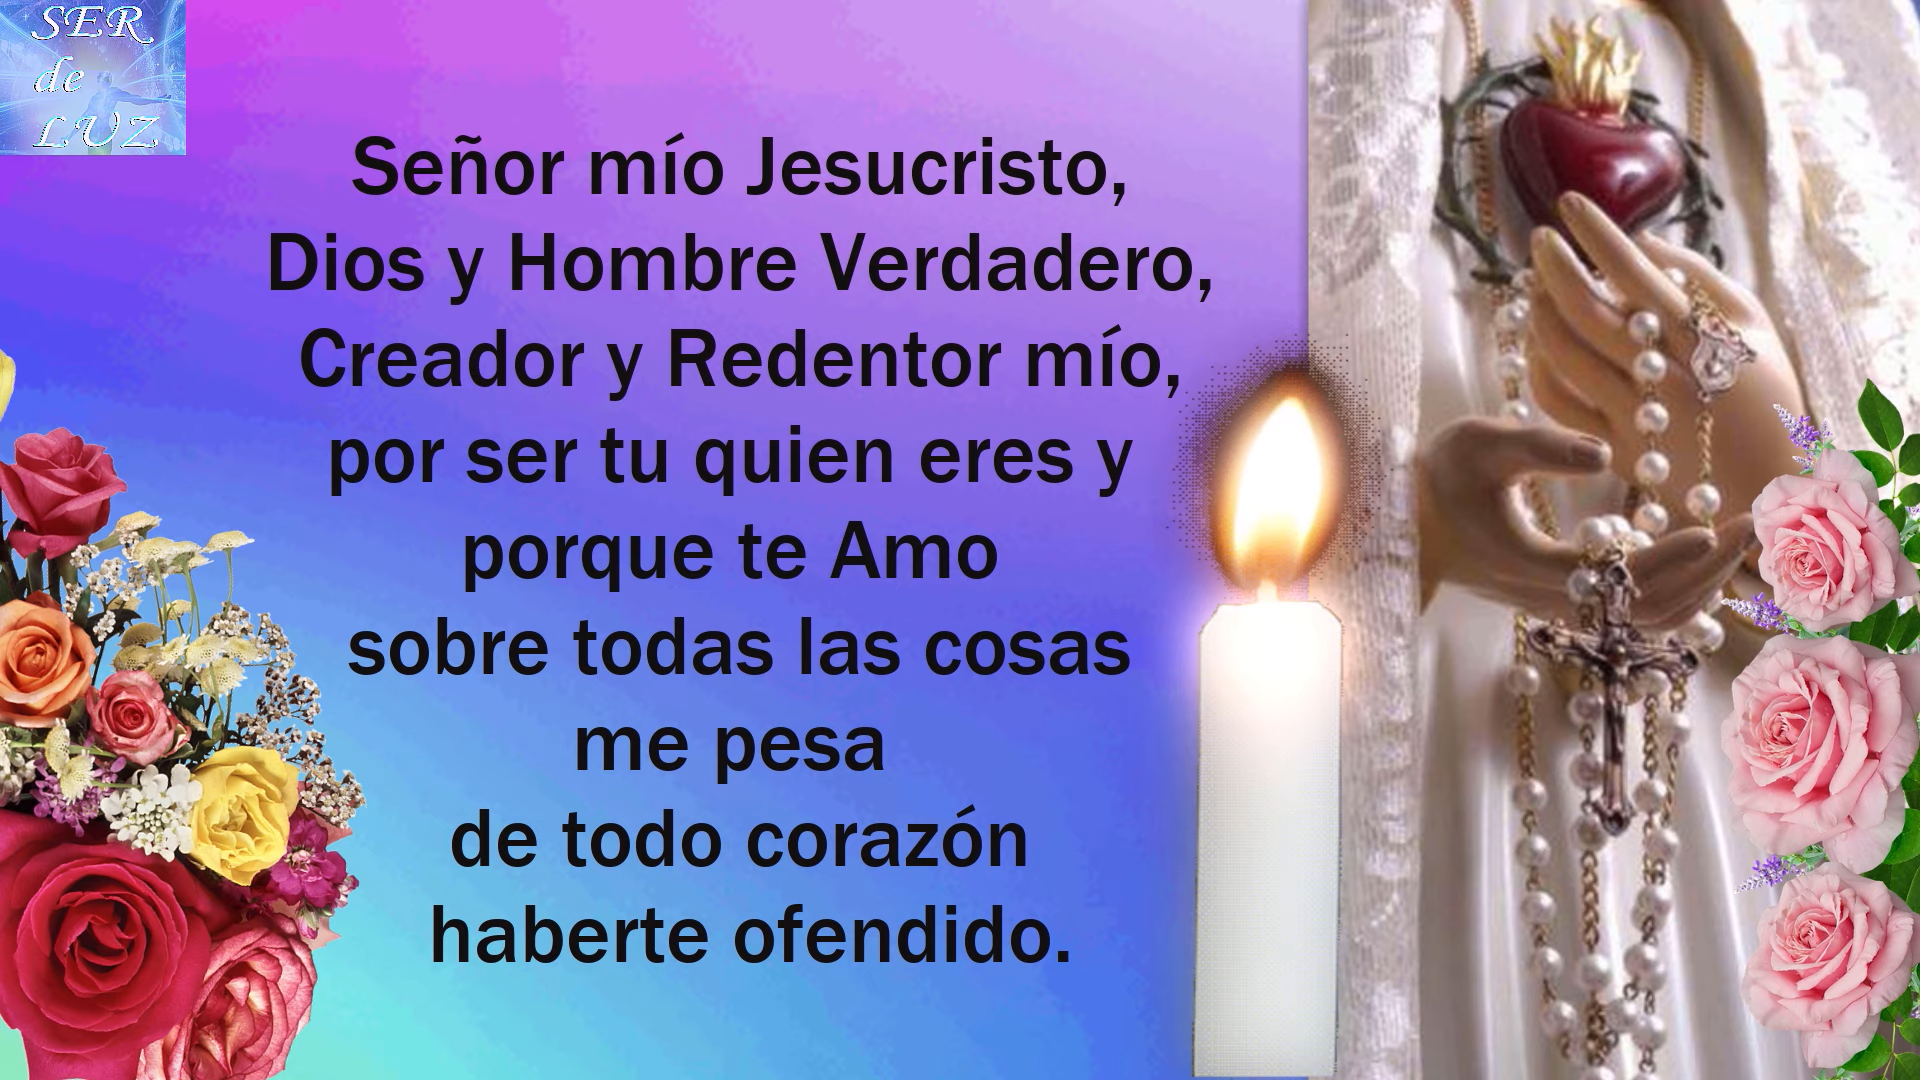 SER
de
LUZ
Señor mío Jesucristo,
Dios y Hombre Verdadero,
Creador y Redentor mío,
por ser tu quien eres y
porque te Amo
sobre todas las cosas
me pesa
de todo corazón
haberte ofendido.